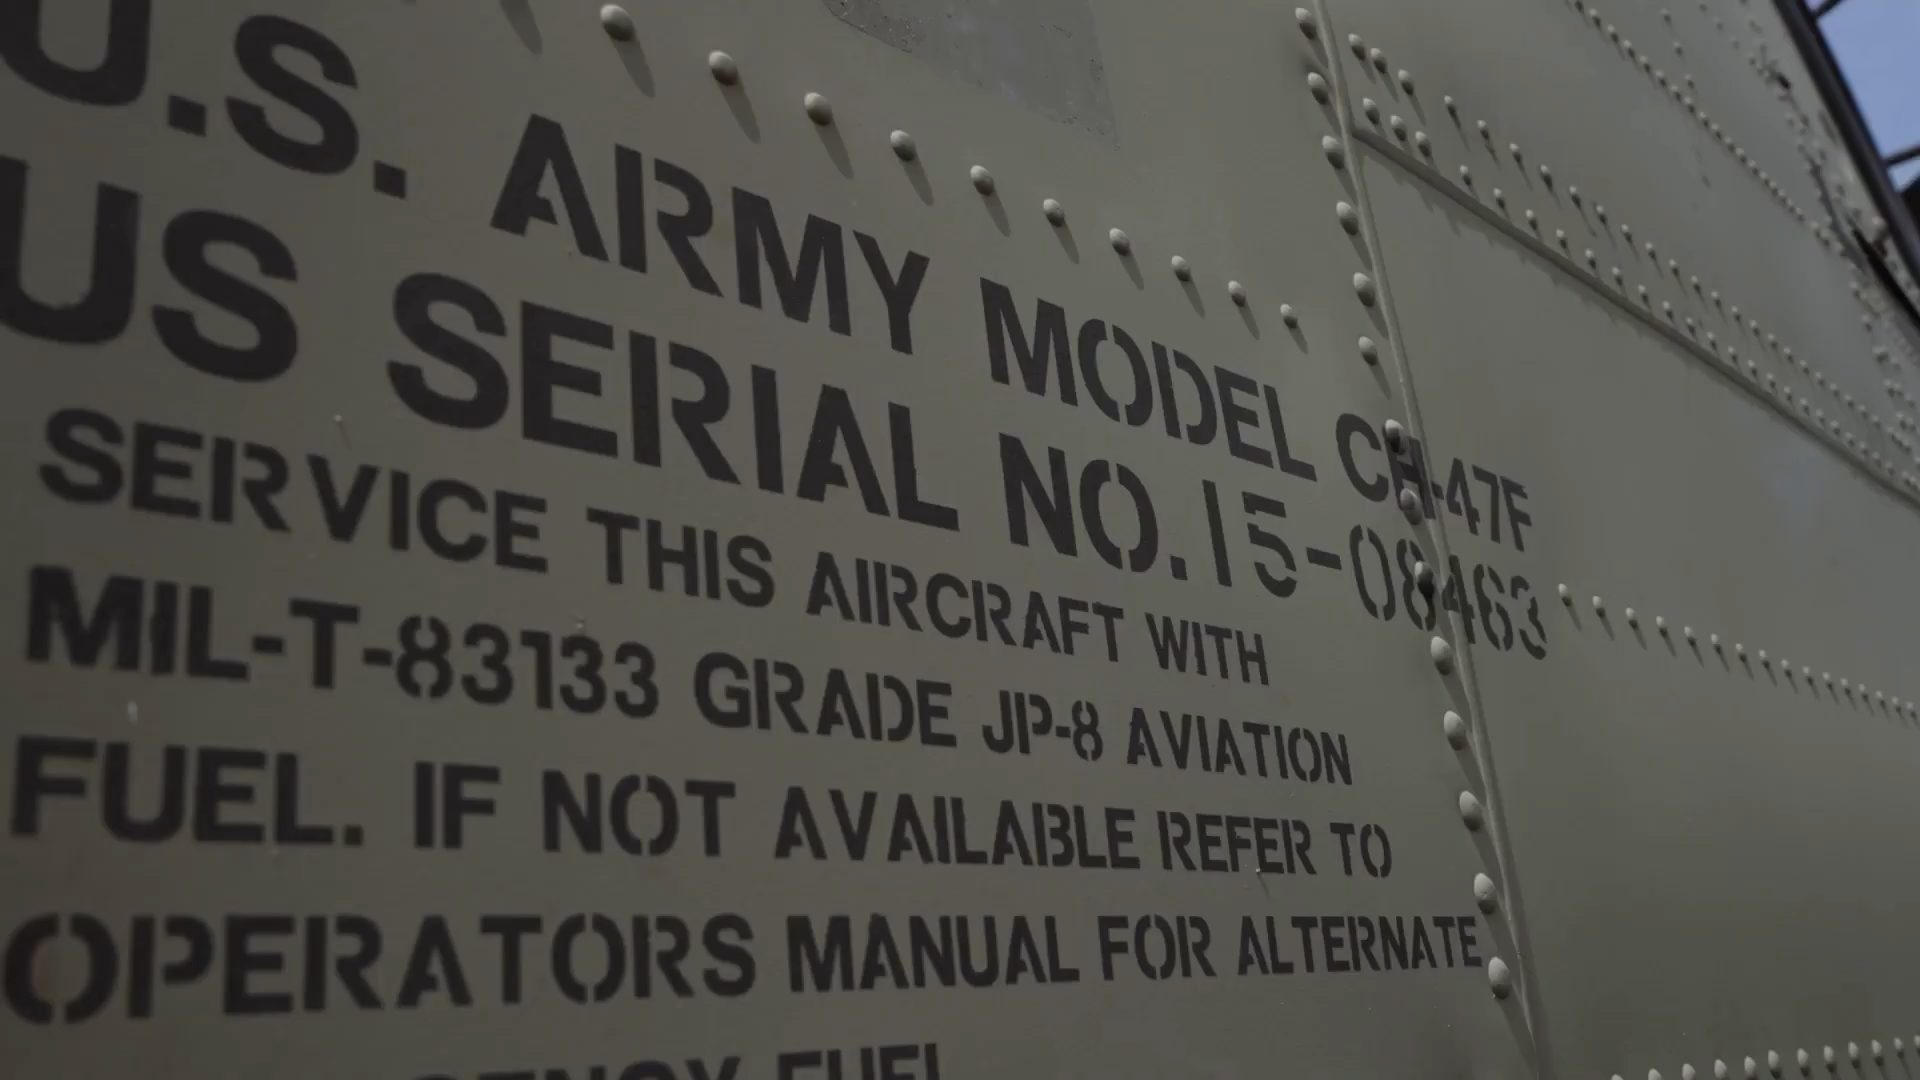 U.S. ARMY MODEL CH-47F
US SERIAL NO. 15-08463
SERVICE THIS AIRCRAFT WITH
MIL-T-83133 GRADE JP-8 AVIATION
FUEL. IF NOT AVAILABLE REFER TO
OPERATORS MANUAL FOR ALTERNATE
FUEL